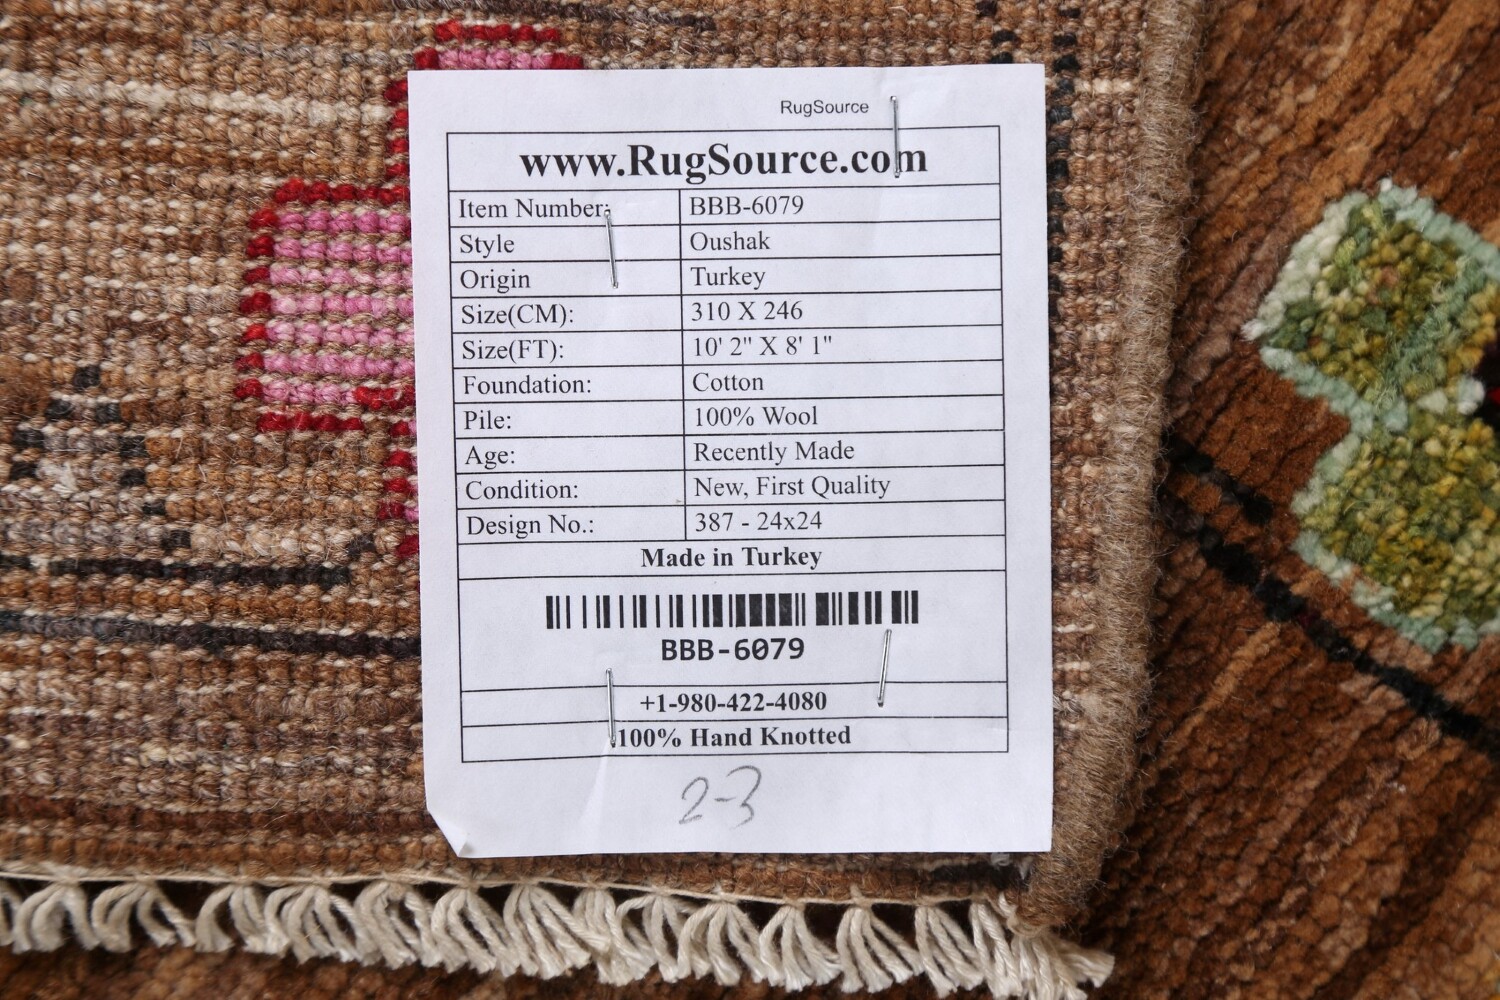 RugSource
www.RugSource.com
Item Number: BBB-6079
Style Oushak
Origin Turkey
Size(CM): 310 X 246
Size(FT): 10' 2" X 8' 1"
Foundation: Cotton
Pile: 100% Wool
Age: Recently Made
Condition: New, First Quality
Design No.: 387 - 24x24
Made in Turkey
BBB-6079
+1-980-422-4080
100% Hand Knotted
2-3